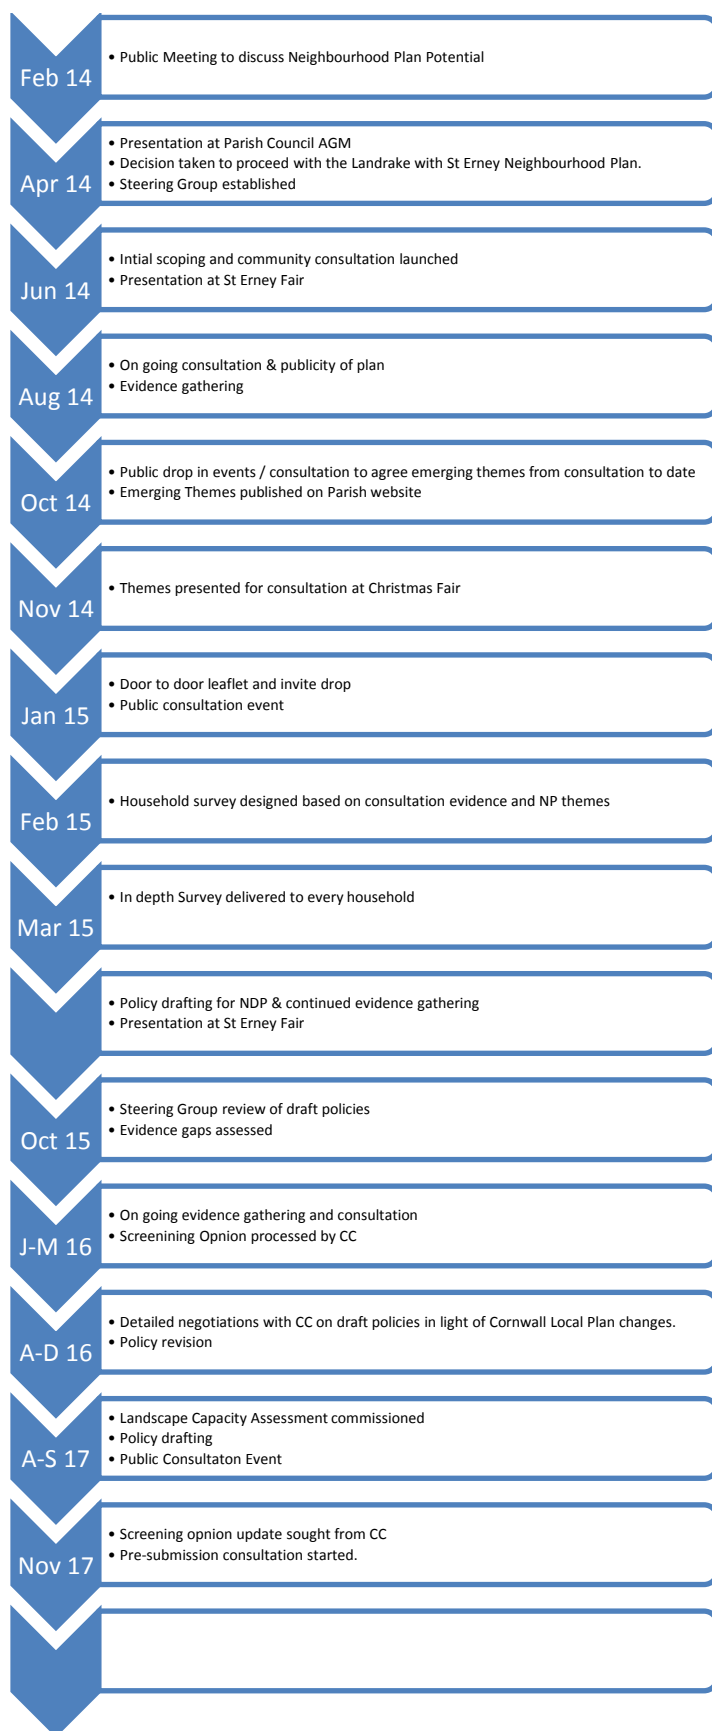 Feb 14
• Public Meeting to discuss Neighbourhood Plan Potential
Apr 14
• Presentation at Parish Council AGM
• Decision taken to proceed with the Landrake with St Erney Neighbourhood Plan.
• Steering Group established
Jun 14
• Intial scoping and community consultation launched
• Presentation at St Erney Fair
Aug 14
• On going consultation & publicity of plan
• Evidence gathering
Oct 14
• Public drop in events / consultation to agree emerging themes from consultation to date
• Emerging Themes published on Parish website
Nov 14
• Themes presented for consultation at Christmas Fair
Jan 15
• Door to door leaflet and invite drop
• Public consultation event
Feb 15
• Household survey designed based on consultation evidence and NP themes
Mar 15
• In depth Survey delivered to every household
• Policy drafting for NDP & continued evidence gathering
• Presentation at St Erney Fair
Oct 15
• Steering Group review of draft policies
• Evidence gaps assessed
J-M 16
• On going evidence gathering and consultation
• Screenining Opnion processed by CC
A-D 16
• Detailed negotiations with CC on draft policies in light of Cornwall Local Plan changes.
• Policy revision
A-S 17
• Landscape Capacity Assessment commissioned
• Policy drafting
• Public Consultaton Event
Nov 17
• Screening opnion update sought from CC
• Pre-submission consultation started.